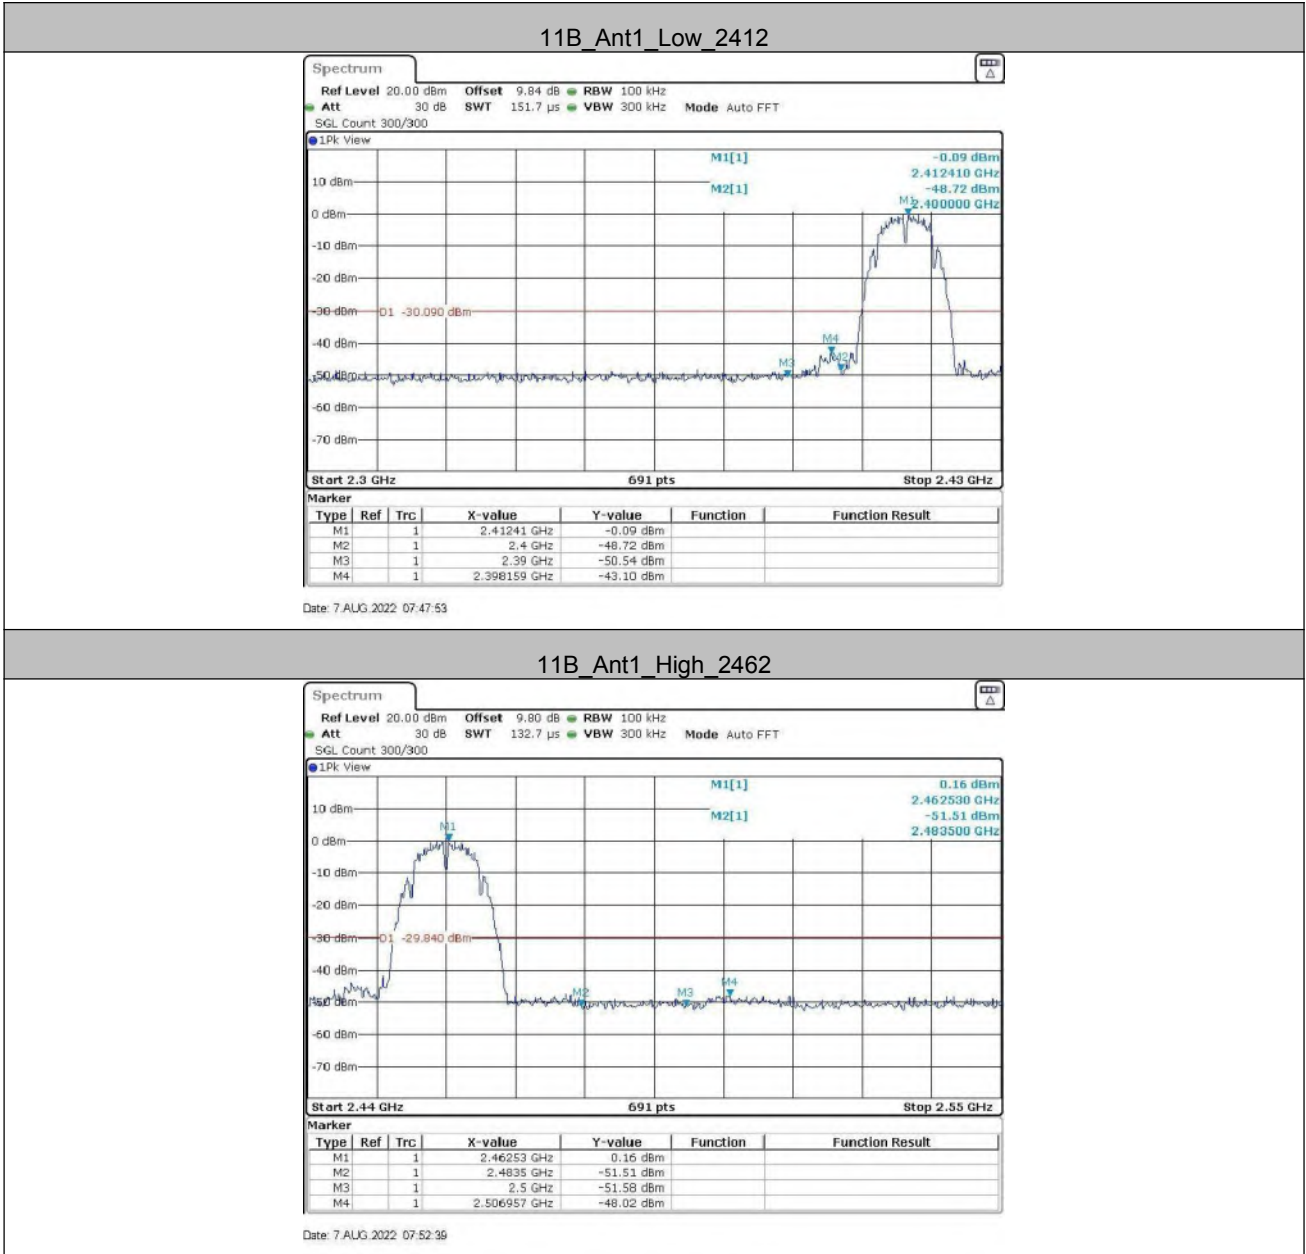 11B_Ant1_Low_2412
Spectrum
Ref Level 20.00 dBm Offset 9.84 dB RBW 100 kHz
Att 30 dB SWT 151.7 µs VBW 300 kHz Mode Auto FFT
SGL Count 300/300
1Pk View
M1[1] -0.09 dBm
2.412410 GHz
10 dBm
M2[1] -48.72 dBm
M1
2.400000 GHz
0 dBm
-10 dBm
-20 dBm
-30 dBm D1 -30.090 dBm
-40 dBm
M4
M3 M2
-50 dBm
-60 dBm
-70 dBm
Start 2.3 GHz 691 pts Stop 2.43 GHz
Marker
Type Ref Trc X-value Y-value Function Function Result
M1 1 2.41241 GHz -0.09 dBm
M2 1 2.4 GHz -48.72 dBm
M3 1 2.39 GHz -50.54 dBm
M4 1 2.398159 GHz -43.10 dBm
Date: 7.AUG.2022 07:47:53
11B_Ant1_High_2462
Spectrum
Ref Level 20.00 dBm Offset 9.80 dB RBW 100 kHz
Att 30 dB SWT 132.7 µs VBW 300 kHz Mode Auto FFT
SGL Count 300/300
1Pk View
M1[1] 0.16 dBm
2.462530 GHz
10 dBm
M2[1] -51.51 dBm
M1
2.483500 GHz
0 dBm
-10 dBm
-20 dBm
-30 dBm D1 -29.840 dBm
-40 dBm
M2 M3 M4
-50 dBm
-60 dBm
-70 dBm
Start 2.44 GHz 691 pts Stop 2.55 GHz
Marker
Type Ref Trc X-value Y-value Function Function Result
M1 1 2.46253 GHz 0.16 dBm
M2 1 2.4835 GHz -51.51 dBm
M3 1 2.5 GHz -51.58 dBm
M4 1 2.506957 GHz -48.02 dBm
Date: 7.AUG.2022 07:52:39